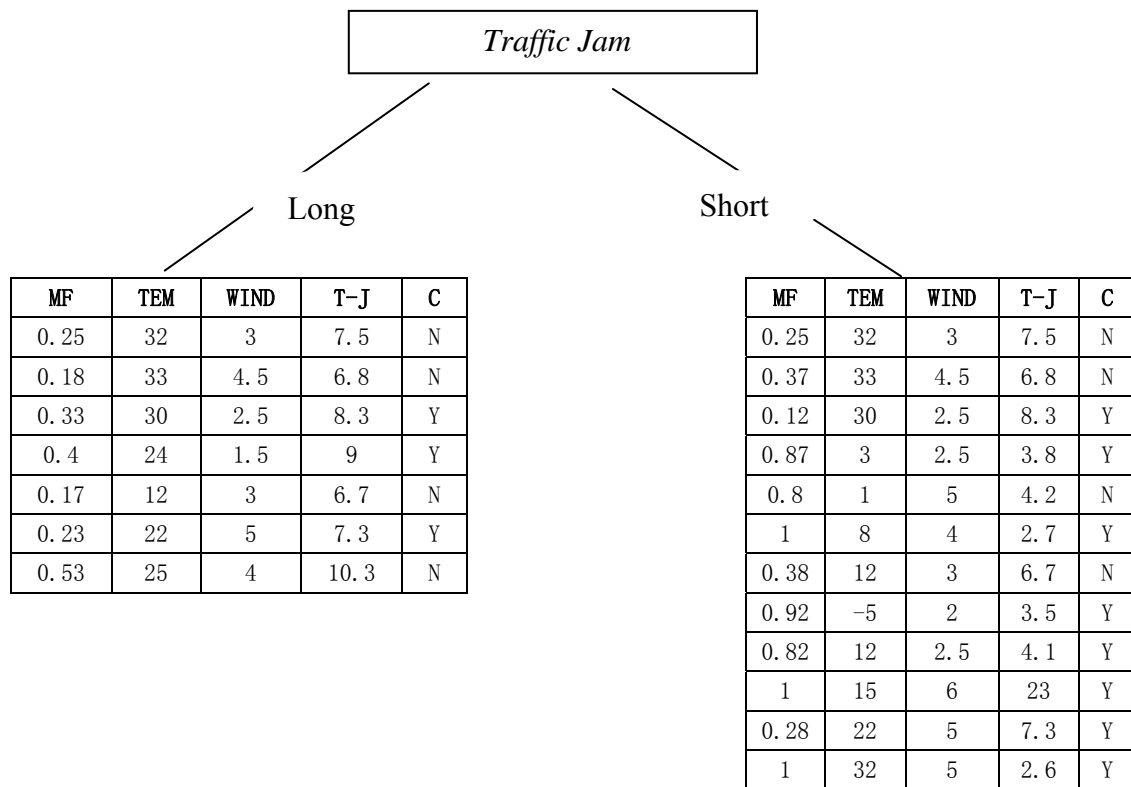 Traffic Jam
Long
Short
MF TEM WIND T-J C
0.25 32 3 7.5 N
0.18 33 4.5 6.8 N
0.33 30 2.5 8.3 Y
0.4 24 1.5 9 Y
0.17 12 3 6.7 N
0.23 22 5 7.3 Y
0.53 25 4 10.3 N
MF TEM WIND T-J C
0.25 32 3 7.5 N
0.37 33 4.5 6.8 N
0.12 30 2.5 8.3 Y
0.87 3 2.5 3.8 Y
0.8 1 5 4.2 N
1 8 4 2.7 Y
0.38 12 3 6.7 N
0.92 -5 2 3.5 Y
0.82 12 2.5 4.1 Y
1 15 6 23 Y
0.28 22 5 7.3 Y
1 32 5 2.6 Y